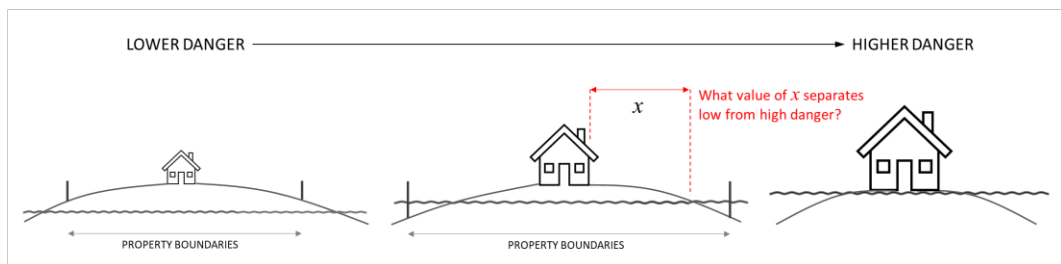 LOWER DANGER
HIGHER DANGER
x
What value of x separates
low from high danger?
PROPERTY BOUNDARIES
PROPERTY BOUNDARIES